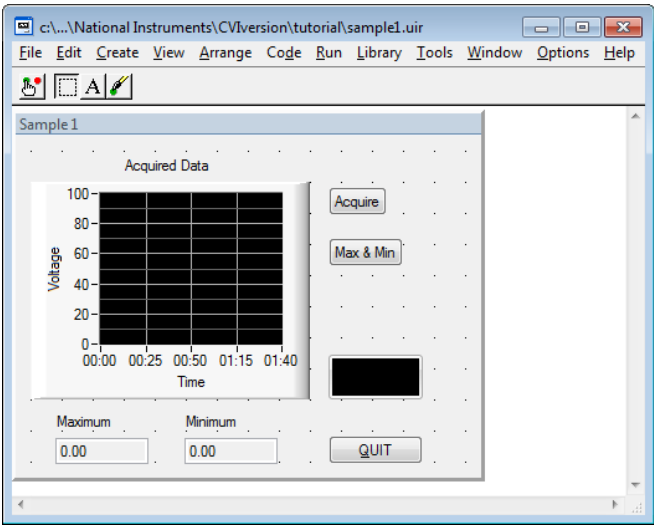 c:\...\National Instruments\CVIversion\tutorial\sample1.uir
File Edit Create View Arrange Code Run Library Tools Window Options Help
A
Sample 1
Acquired Data
Voltage
100
80
60
40
20
0
00:00 00:25 00:50 01:15 01:40
Time
Acquire
Max & Min
Maximum Minimum
0.00 0.00
QUIT